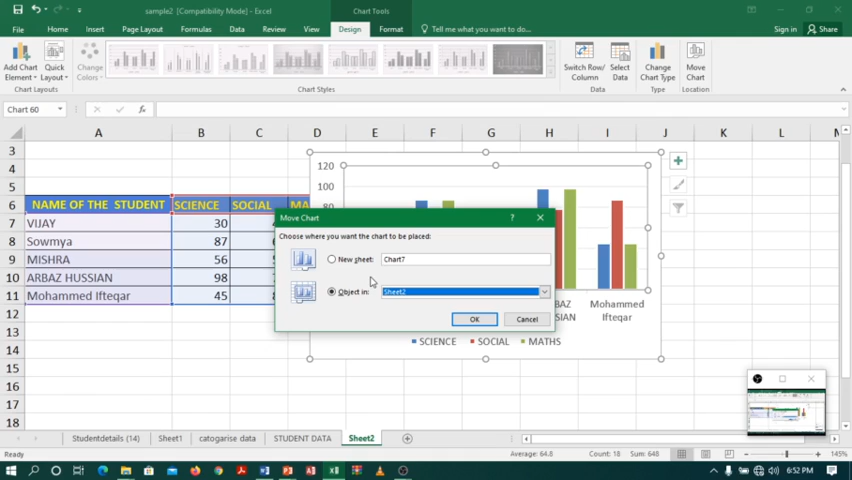 sample2 [Compatibility Mode] - Excel
Chart Tools
File Home Insert Page Layout Formulas Data Review View Design Format Tell me what you want to do... Sign in Share
Add Chart Element
Quick Layout
Change Colors
Switch Row/ Column
Select Data
Change Chart Type
Move Chart
Chart Layouts Chart Styles Data Type Location
Chart 60 fx
A B C D E F G H I J K L
3
4
5
6 NAME OF THE STUDENT SCIENCE SOCIAL
7 VIJAY 30
8 Sowmya 87
9 MISHRA 56
10 ARBAZ HUSSIAN 98
11 Mohammed Ifteqar 45
12
13
14
15
16
17
18
120
100
Mohammed
Ifteqar
SCIENCE SOCIAL MATHS
Move Chart ?
Choose where you want the chart to be placed:
New sheet: Chart7
Object in: Sheet2
OK Cancel
Studentdetails (14) Sheet1 catogarise data STUDENT DATA Sheet2
Ready Average: 64.8 Count: 18 Sum: 648 145%
6:52 PM